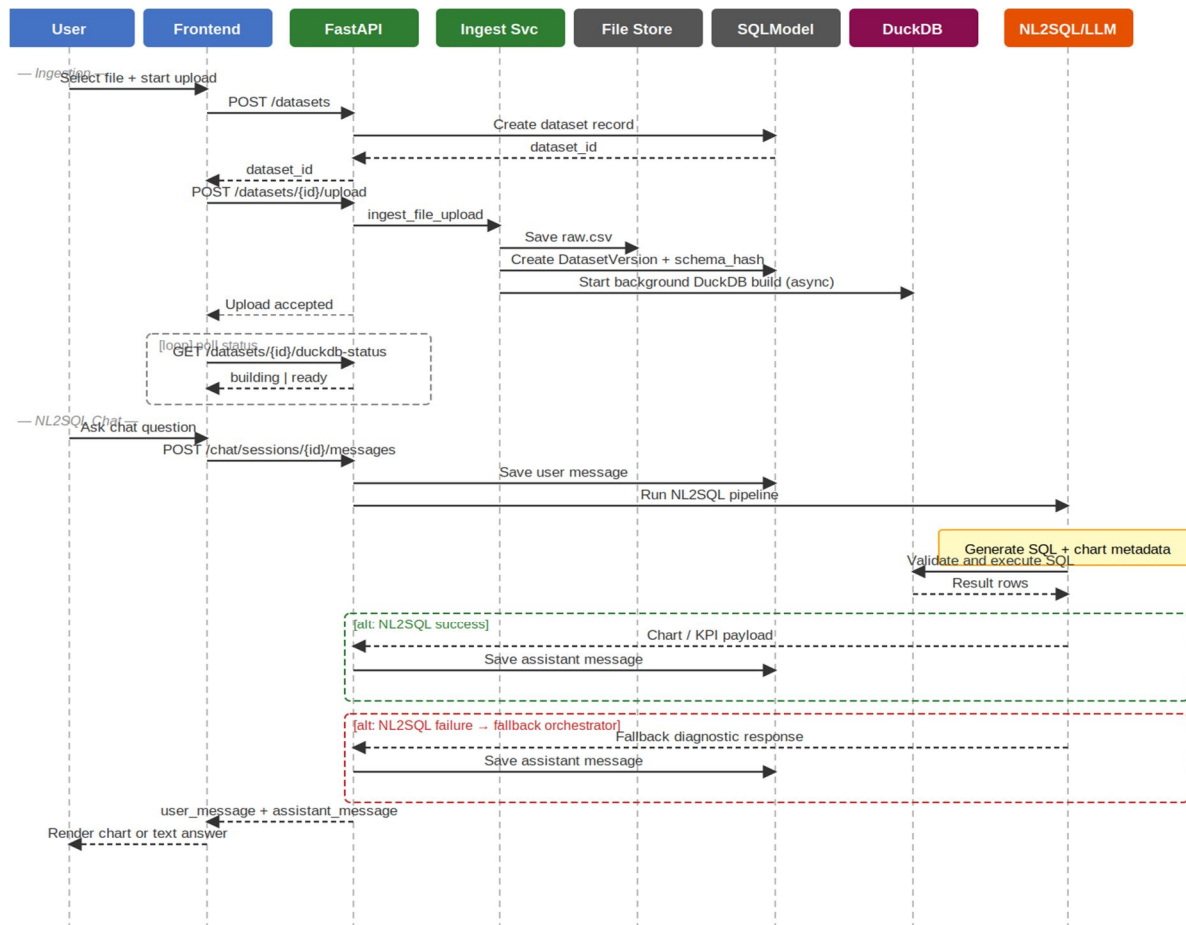 User Frontend FastAPI Ingest Svc File Store SQLModel DuckDB NL2SQL/LLM
— Ingestion —
Select file + start upload
POST /datasets
Create dataset record
dataset_id
dataset_id
POST /datasets/{id}/upload
ingest_file_upload
Save raw.csv
Create DatasetVersion + schema_hash
Start background DuckDB build (async)
Upload accepted
[loop] poll status
GET /datasets/{id}/duckdb-status
building | ready
— NL2SQL Chat —
Ask chat question
POST /chat/sessions/{id}/messages
Save user message
Run NL2SQL pipeline
Generate SQL + chart metadata
Validate and execute SQL
Result rows
[alt: NL2SQL success]
Chart / KPI payload
Save assistant message
[alt: NL2SQL failure → fallback orchestrator]
Fallback diagnostic response
Save assistant message
user_message + assistant_message
Render chart or text answer